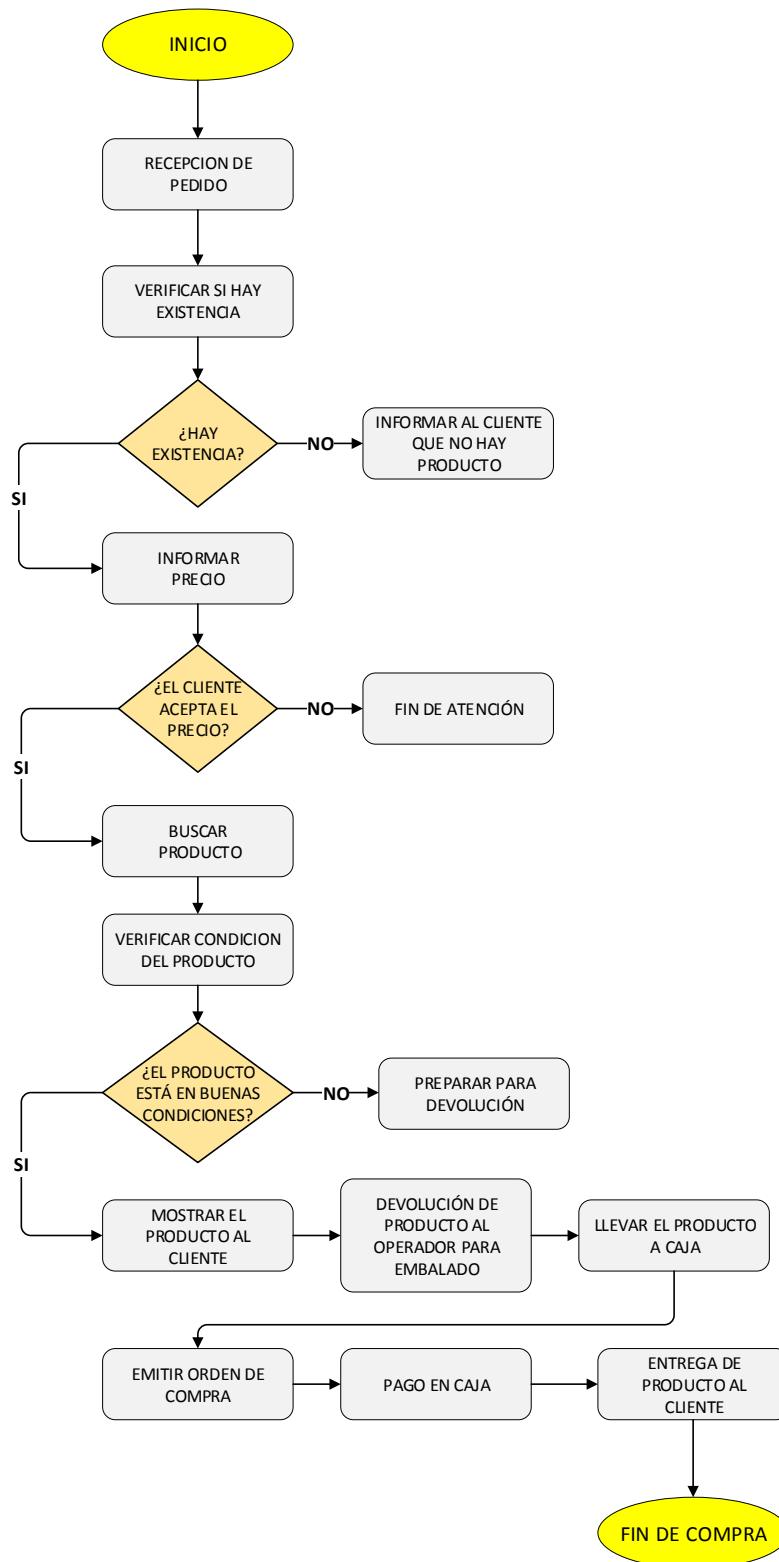 INICIO
RECEPCION DE
PEDIDO
VERIFICAR SI HAY
EXISTENCIA
¿HAY
EXISTENCIA?
NO
INFORMAR AL CLIENTE
QUE NO HAY
PRODUCTO
SI
INFORMAR
PRECIO
¿EL CLIENTE
ACEPTA EL
PRECIO?
NO
FIN DE ATENCIÓN
SI
BUSCAR
PRODUCTO
VERIFICAR CONDICION
DEL PRODUCTO
¿EL PRODUCTO
ESTÁ EN BUENAS
CONDICIONES?
NO
PREPARAR PARA
DEVOLUCIÓN
SI
MOSTRAR EL
PRODUCTO AL
CLIENTE
DEVOLUCIÓN DE
PRODUCTO AL
OPERADOR PARA
EMBALADO
LLEVAR EL PRODUCTO
A CAJA
EMITIR ORDEN DE
COMPRA
PAGO EN CAJA
ENTREGA DE
PRODUCTO AL
CLIENTE
FIN DE COMPRA